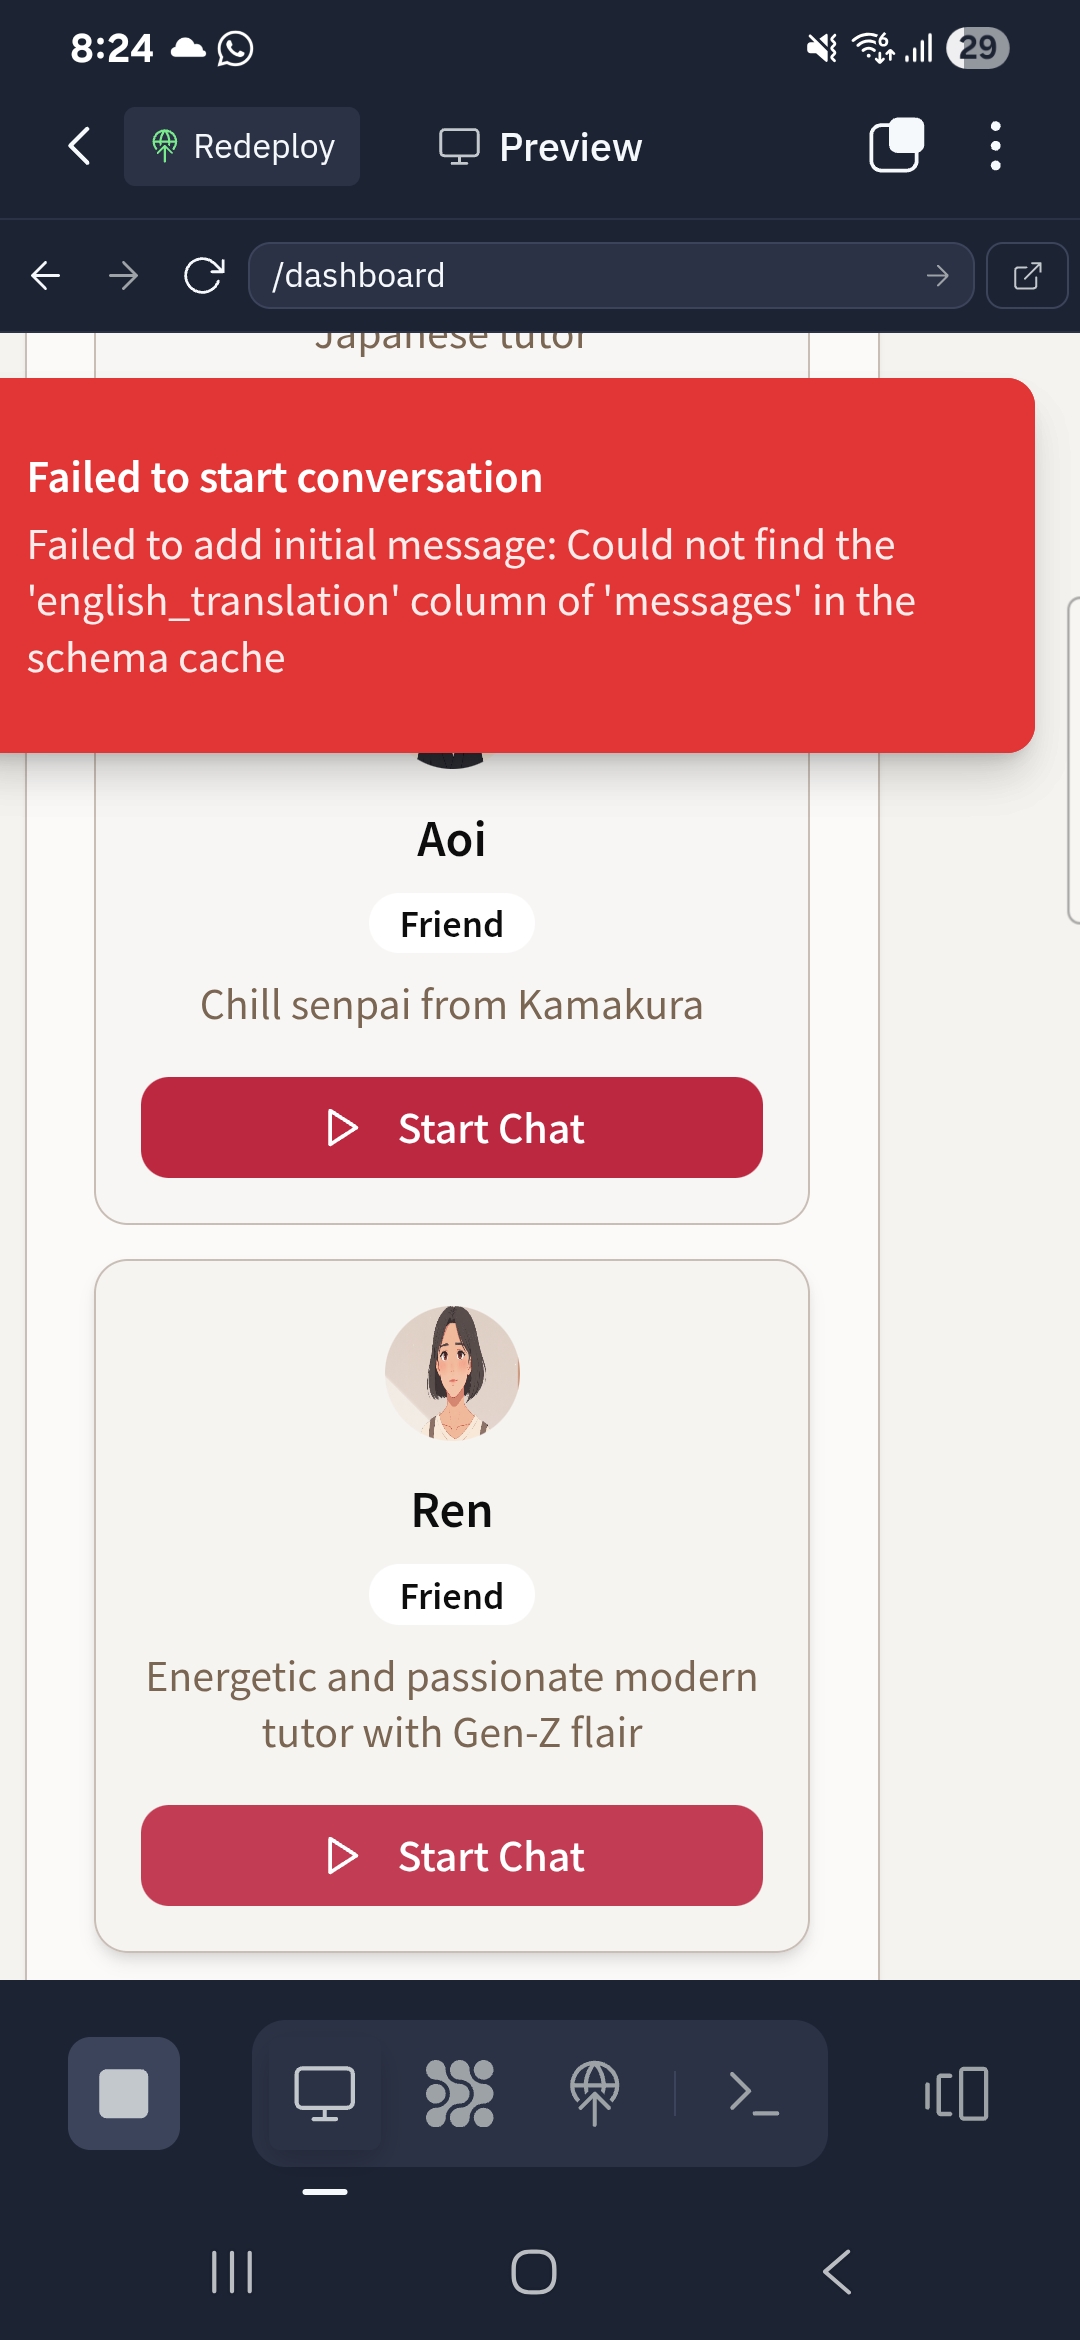 8:24
6
29
Redeploy
Preview
/dashboard
Japanese tutor
Failed to start conversation
Failed to add initial message: Could not find the
'english_translation' column of 'messages' in the
schema cache
Aoi
Friend
Chill senpai from Kamakura
Start Chat
Ren
Friend
Energetic and passionate modern
tutor with Gen-Z flair
Start Chat